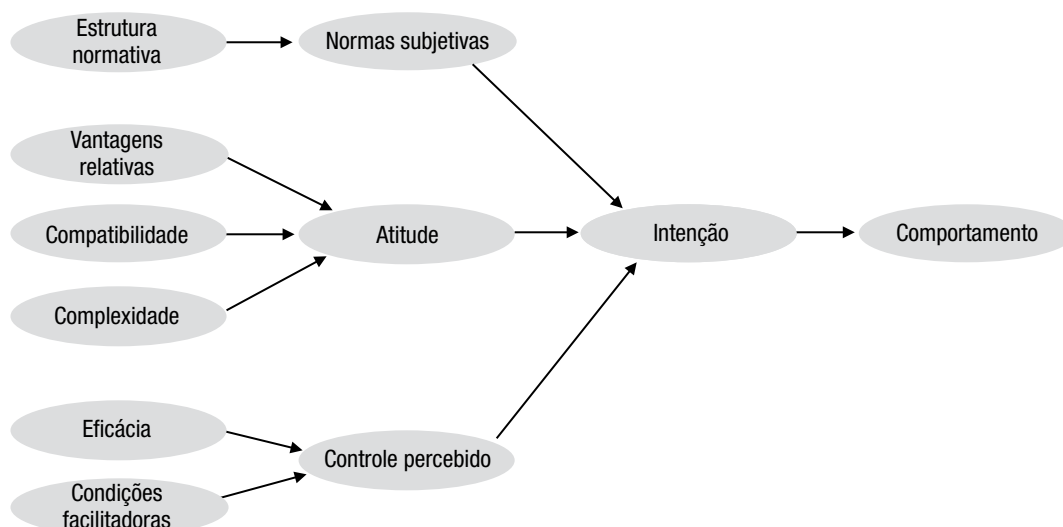 Estrutura
normativa
Normas subjetivas
Vantagens
relativas
Compatibilidade
Atitude
Intenção
Comportamento
Complexidade
Eficácia
Controle percebido
Condições
facilitadoras